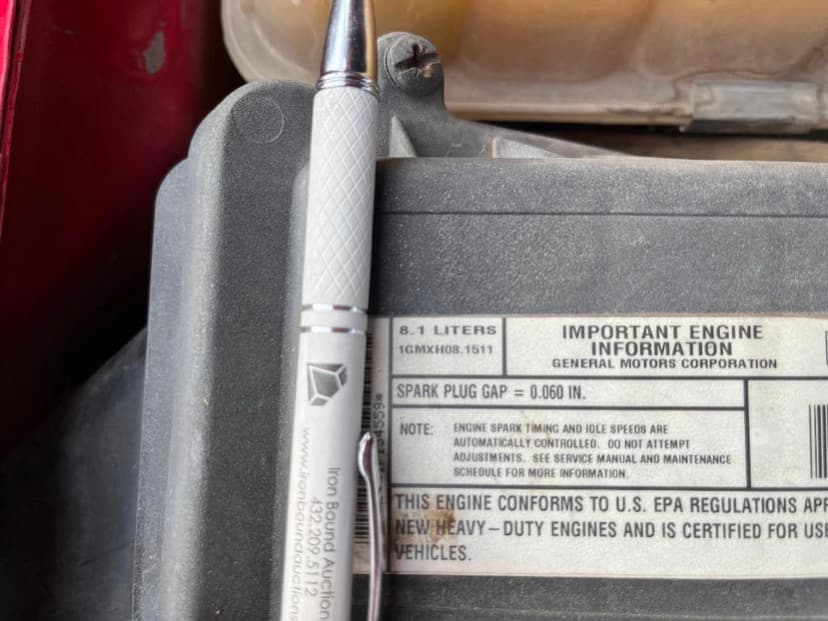 8.1 LITERS
1GMXH08.1511
IMPORTANT ENGINE
INFORMATION
GENERAL MOTORS CORPORATION
SPARK PLUG GAP = 0.060 IN.
NOTE: ENGINE SPARK TIMING AND IDLE SPEEDS ARE
AUTOMATICALLY CONTROLLED. DO NOT ATTEMPT
ADJUSTMENTS. SEE SERVICE MANUAL AND MAINTENANCE
SCHEDULE FOR MORE INFORMATION.
THIS ENGINE CONFORMS TO U.S. EPA REGULATIONS
NEW HEAVY-DUTY ENGINES AND IS CERTIFIED FOR USE
VEHICLES.
Iron Bound Auction
432.209.5112
www.ironboundauctions